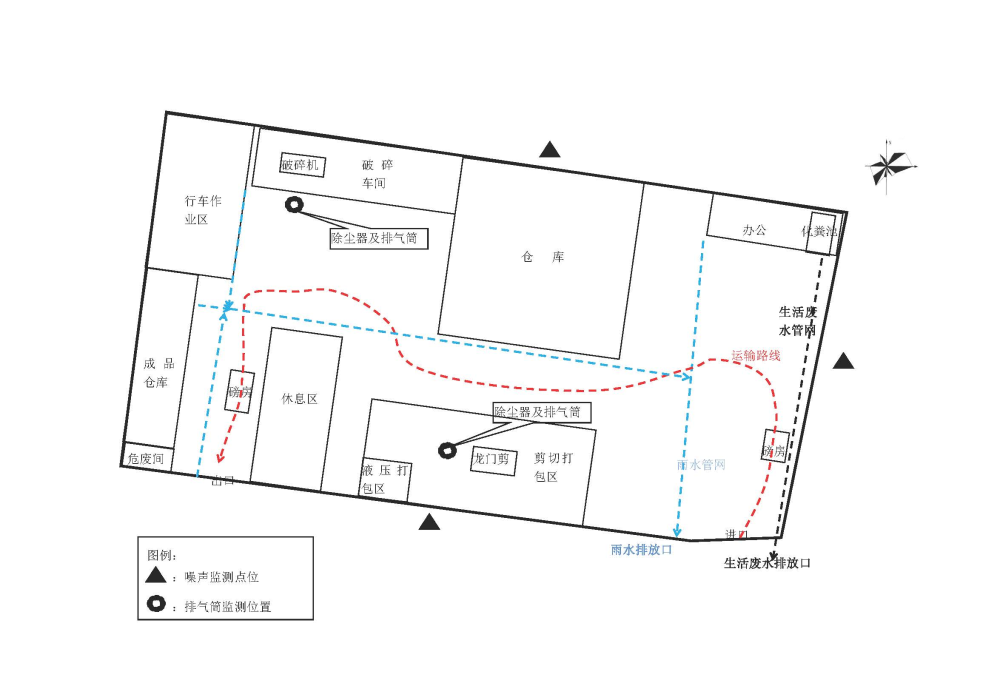 破碎机
破 碎
车间
行车作
业区
除尘器及排气筒
仓 库
办公
化粪池
生活废
水管网
运输路线
成 品
仓库
磅房
休息区
除尘器及排气筒
龙门剪
剪切打
包区
液 压 打
包区
磅房
雨水管网
危废间
出口
进口
雨水排放口
生活废水排放口
图例：
：噪声监测点位
：排气筒监测位置